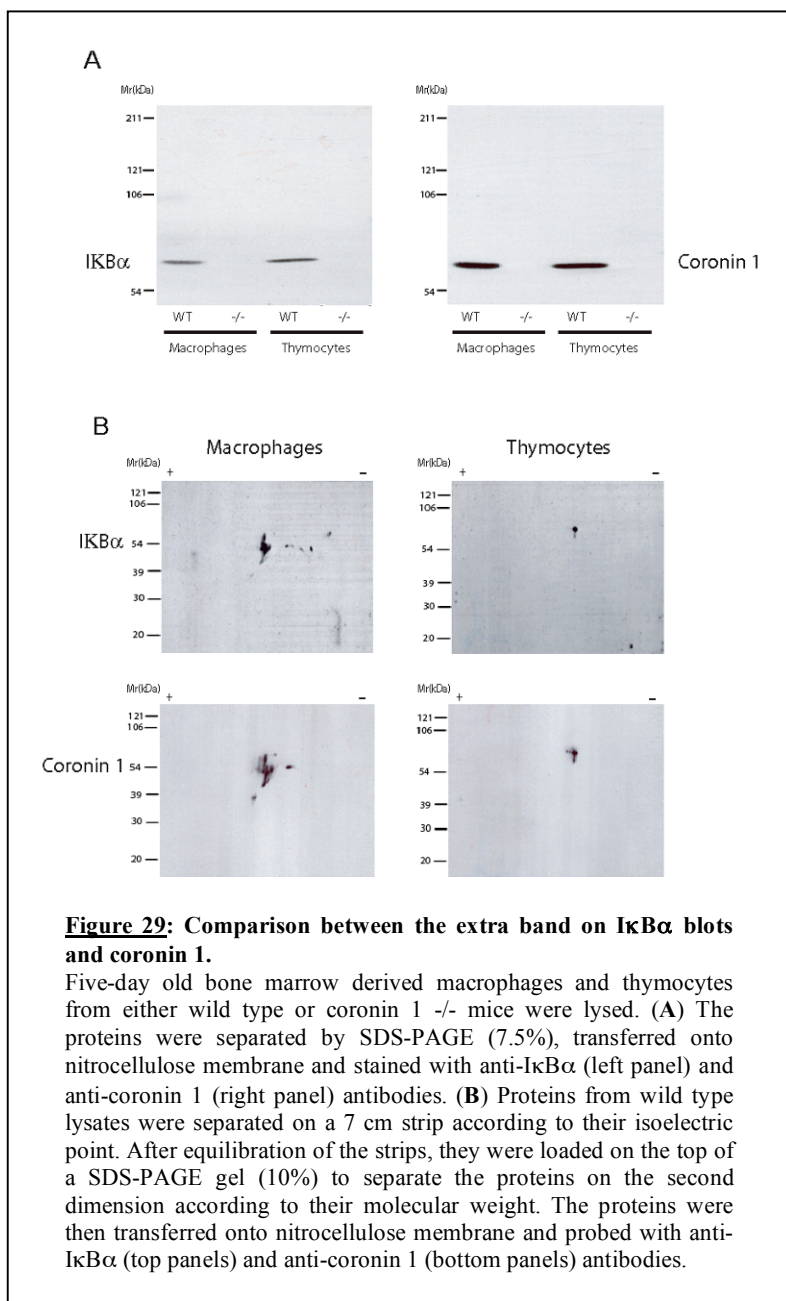 A
Mr(kDa)
211
121
106
IKBα
54
WT -/- WT -/-
Macrophages Thymocytes
Coronin 1
WT -/- WT -/-
Macrophages Thymocytes
B
Macrophages
Mr(kDa)
+ −
121
106
IKBα 54
39
30
20
Thymocytes
Mr(kDa)
+ −
121
106
54
39
30
20
Mr(kDa)
+ −
121
106
Coronin 1 54
39
30
20
Mr(kDa)
+ −
121
106
54
39
30
20
Mr(kDa)
211
121
106
54
Figure 29: Comparison between the extra band on IκBα blots
and coronin 1.
Five-day old bone marrow derived macrophages and thymocytes
from either wild type or coronin 1 -/- mice were lysed. (A) The
proteins were separated by SDS-PAGE (7.5%), transferred onto
nitrocellulose membrane and stained with anti-IκBα (left panel) and
anti-coronin 1 (right panel) antibodies. (B) Proteins from wild type
lysates were separated on a 7 cm strip according to their isoelectric
point. After equilibration of the strips, they were loaded on the top of
a SDS-PAGE gel (10%) to separate the proteins on the second
dimension according to their molecular weight. The proteins were
then transferred onto nitrocellulose membrane and probed with anti-
IκBα (top panels) and anti-coronin 1 (bottom panels) antibodies.